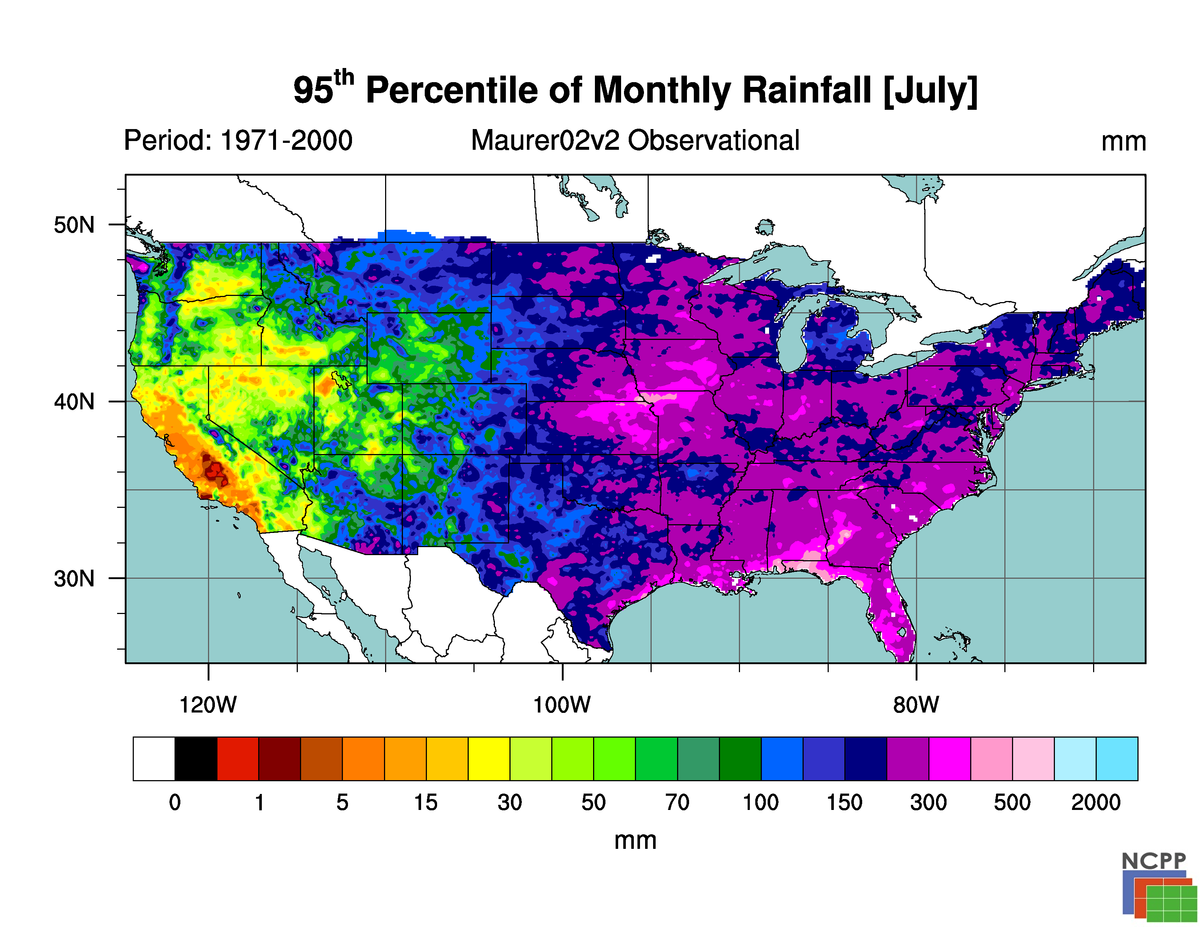 95th Percentile of Monthly Rainfall [July]
Period: 1971-2000 Maurer02v2 Observational mm
50N
40N
30N
120W 100W 80W
0 1 5 15 30 50 70 100 150 300 500 2000
mm
NCPP